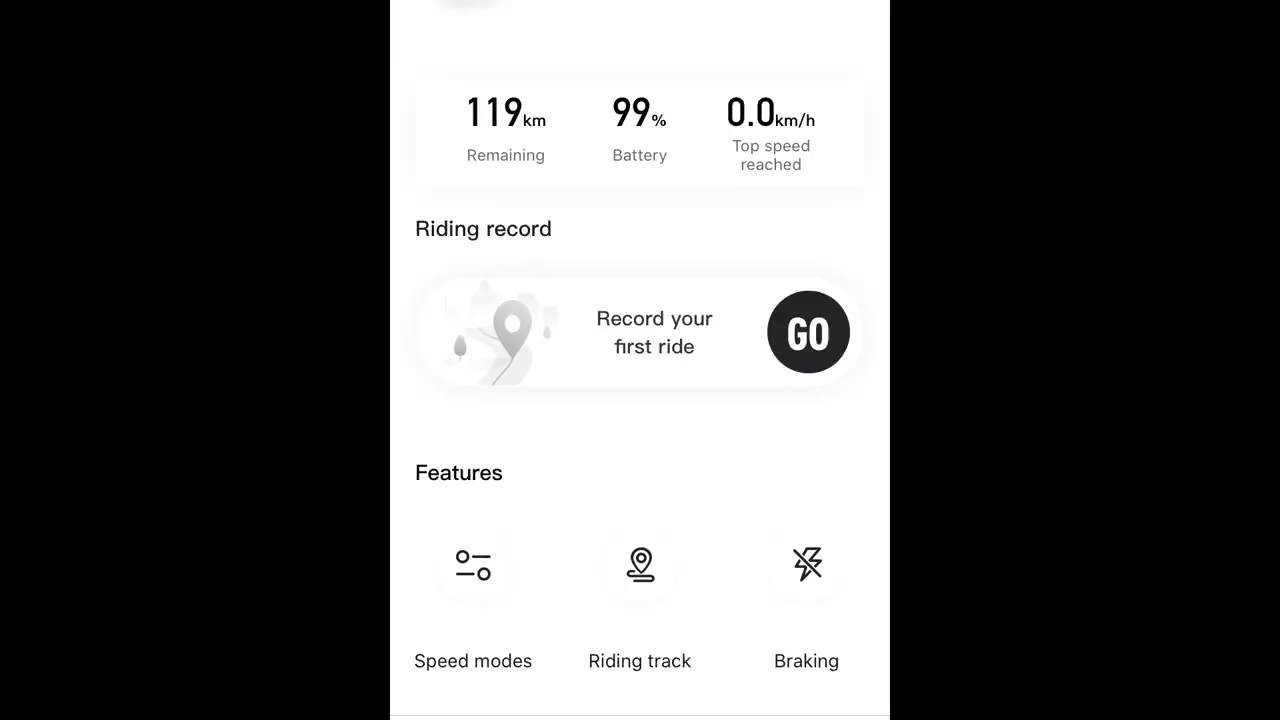 119km 99% 0.0km/h
Remaining Battery Top speed
reached
Riding record
Record your
first ride
GO
Features
Speed modes Riding track Braking